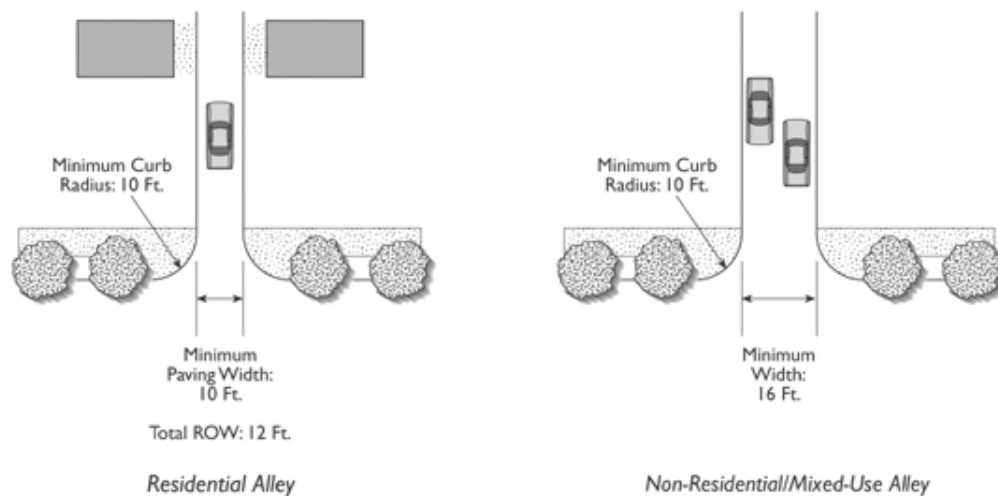 Minimum Curb
Radius: 10 Ft.
Minimum
Paving Width:
10 Ft.
Total ROW: 12 Ft.
Residential Alley
Minimum Curb
Radius: 10 Ft.
Minimum
Width:
16 Ft.
Non-Residential/Mixed-Use Alley